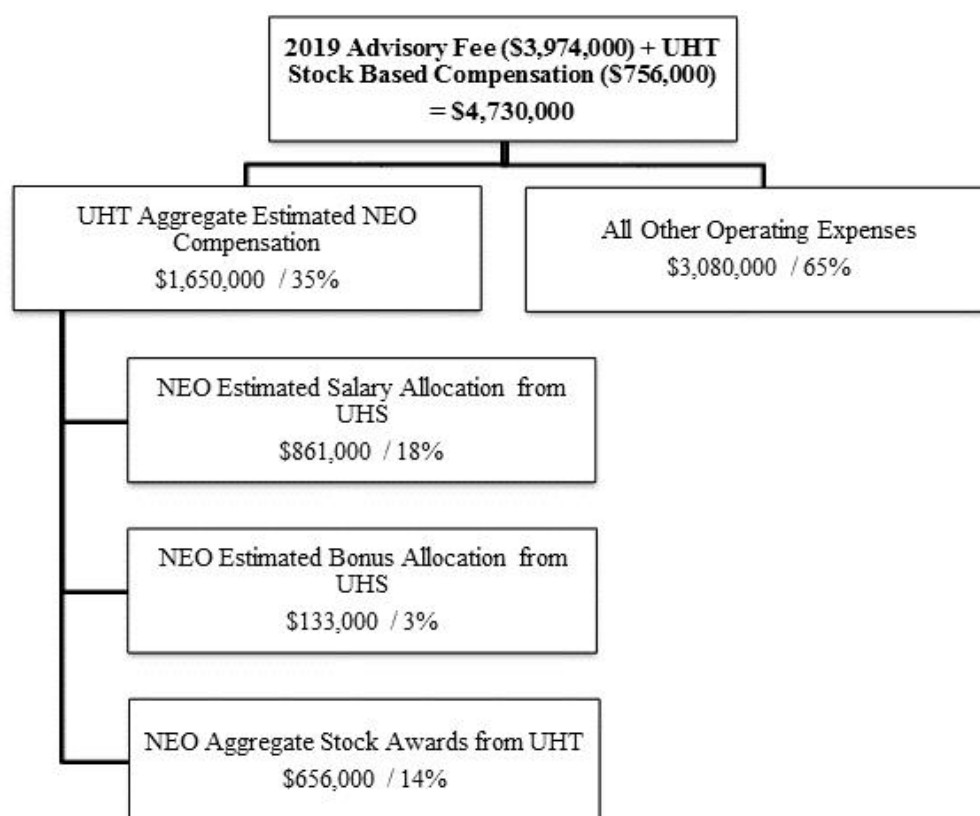 2019 Advisory Fee ($3,974,000) + UHT
Stock Based Compensation ($756,000)
= $4,730,000
UHT Aggregate Estimated NEO
Compensation
$1,650,000 / 35%
All Other Operating Expenses
$3,080,000 / 65%
NEO Estimated Salary Allocation from
UHS
$861,000 / 18%
NEO Estimated Bonus Allocation from
UHS
$133,000 / 3%
NEO Aggregate Stock Awards from UHT
$656,000 / 14%